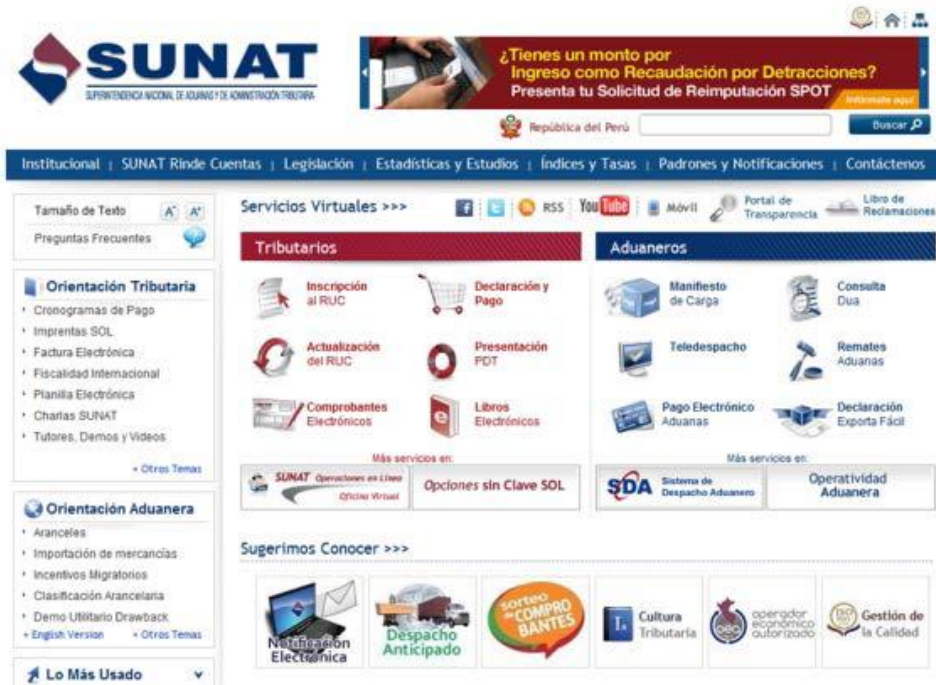 SUNAT
SUPERINTENDENCIA NACIONAL DE ADUANAS Y DE ADMINISTRACIÓN TRIBUTARIA
¿Tienes un monto por
Ingreso como Recaudación por Detracciones?
Presenta tu Solicitud de Reimputación SPOT
Infórmate aquí
República del Perú
Buscar
Institucional | SUNAT Rinde Cuentas | Legislación | Estadísticas y Estudios | Índices y Tasas | Padrones y Notificaciones | Contáctenos
Tamaño de Texto A- A+
Preguntas Frecuentes
Orientación Tributaria
Cronogramas de Pago
Imprentas SOL
Factura Electrónica
Fiscalidad Internacional
Planilla Electrónica
Charlas SUNAT
Tutores, Demos y Videos
+ Otros Temas
Orientación Aduanera
Aranceles
Importación de mercancías
Incentivos Migratorios
Clasificación Arancelaria
Demo Utilitario Drawback
+ English Version + Otros Temas
Lo Más Usado
Servicios Virtuales >>>
RSS
YouTube
Móvil
Portal de
Transparencia
Libro de
Reclamaciones
Tributarios
Inscripción
al RUC
Declaración y
Pago
Actualización
del RUC
Presentación
PDT
Comprobantes
Electrónicos
Libros
Electrónicos
Más servicios en:
SUNAT Operaciones en Línea
Oficina Virtual
Opciones sin Clave SOL
Aduaneros
Manifiesto
de Carga
Consulta
Dua
Teledespacho
Remates
Aduanas
Pago Electrónico
Aduanas
Declaración
Exporta Fácil
Más servicios en:
SDA Sistema de
Despacho Aduanero
Operatividad
Aduanera
Sugerimos Conocer >>>
Notificación
Electrónica
Despacho
Anticipado
sorteo
de COMPRO
BANTES
Cultura
Tributaria
operador
económico
autorizado
Gestión de
la Calidad